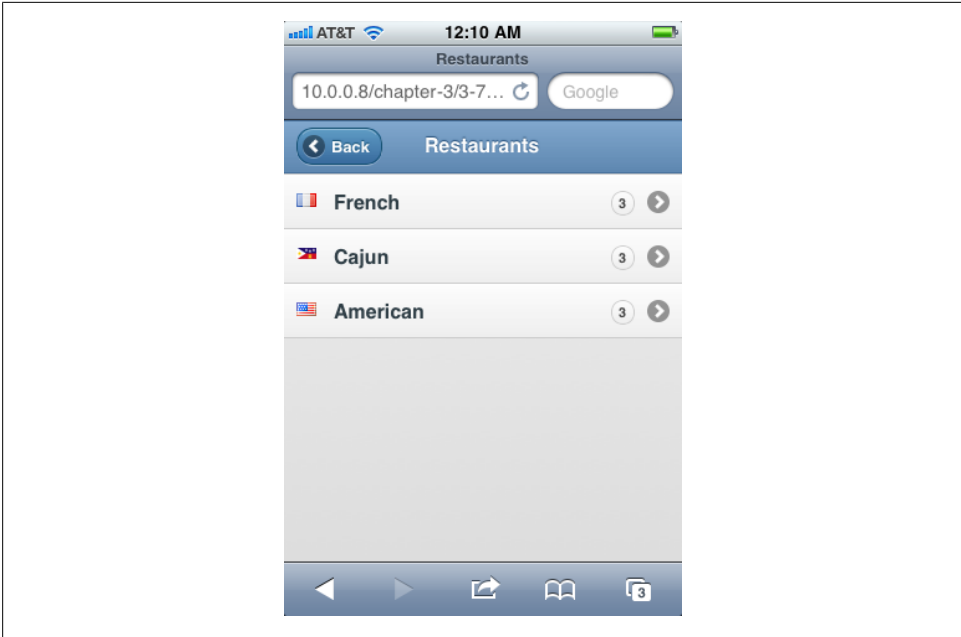 AT&T 12:10 AM
Restaurants
10.0.0.8/chapter-3/3-7... Google
Back Restaurants
French 3
Cajun 3
American 3
3